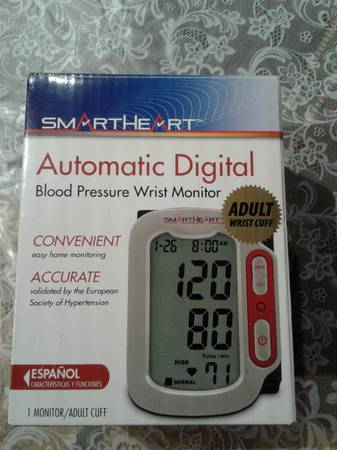 SMARTHEART™
Automatic Digital
Blood Pressure Wrist Monitor
ADULT
WRIST CUFF
CONVENIENT
easy home monitoring
ACCURATE
validated by the European
Society of Hypertension
SMARTHEART
1-26 8:00AM
120
80
Pulse / min
HIGH
71
NORMAL
ESPAÑOL
CARACTERÍSTICAS Y FUNCIONES
1 MONITOR/ADULT CUFF